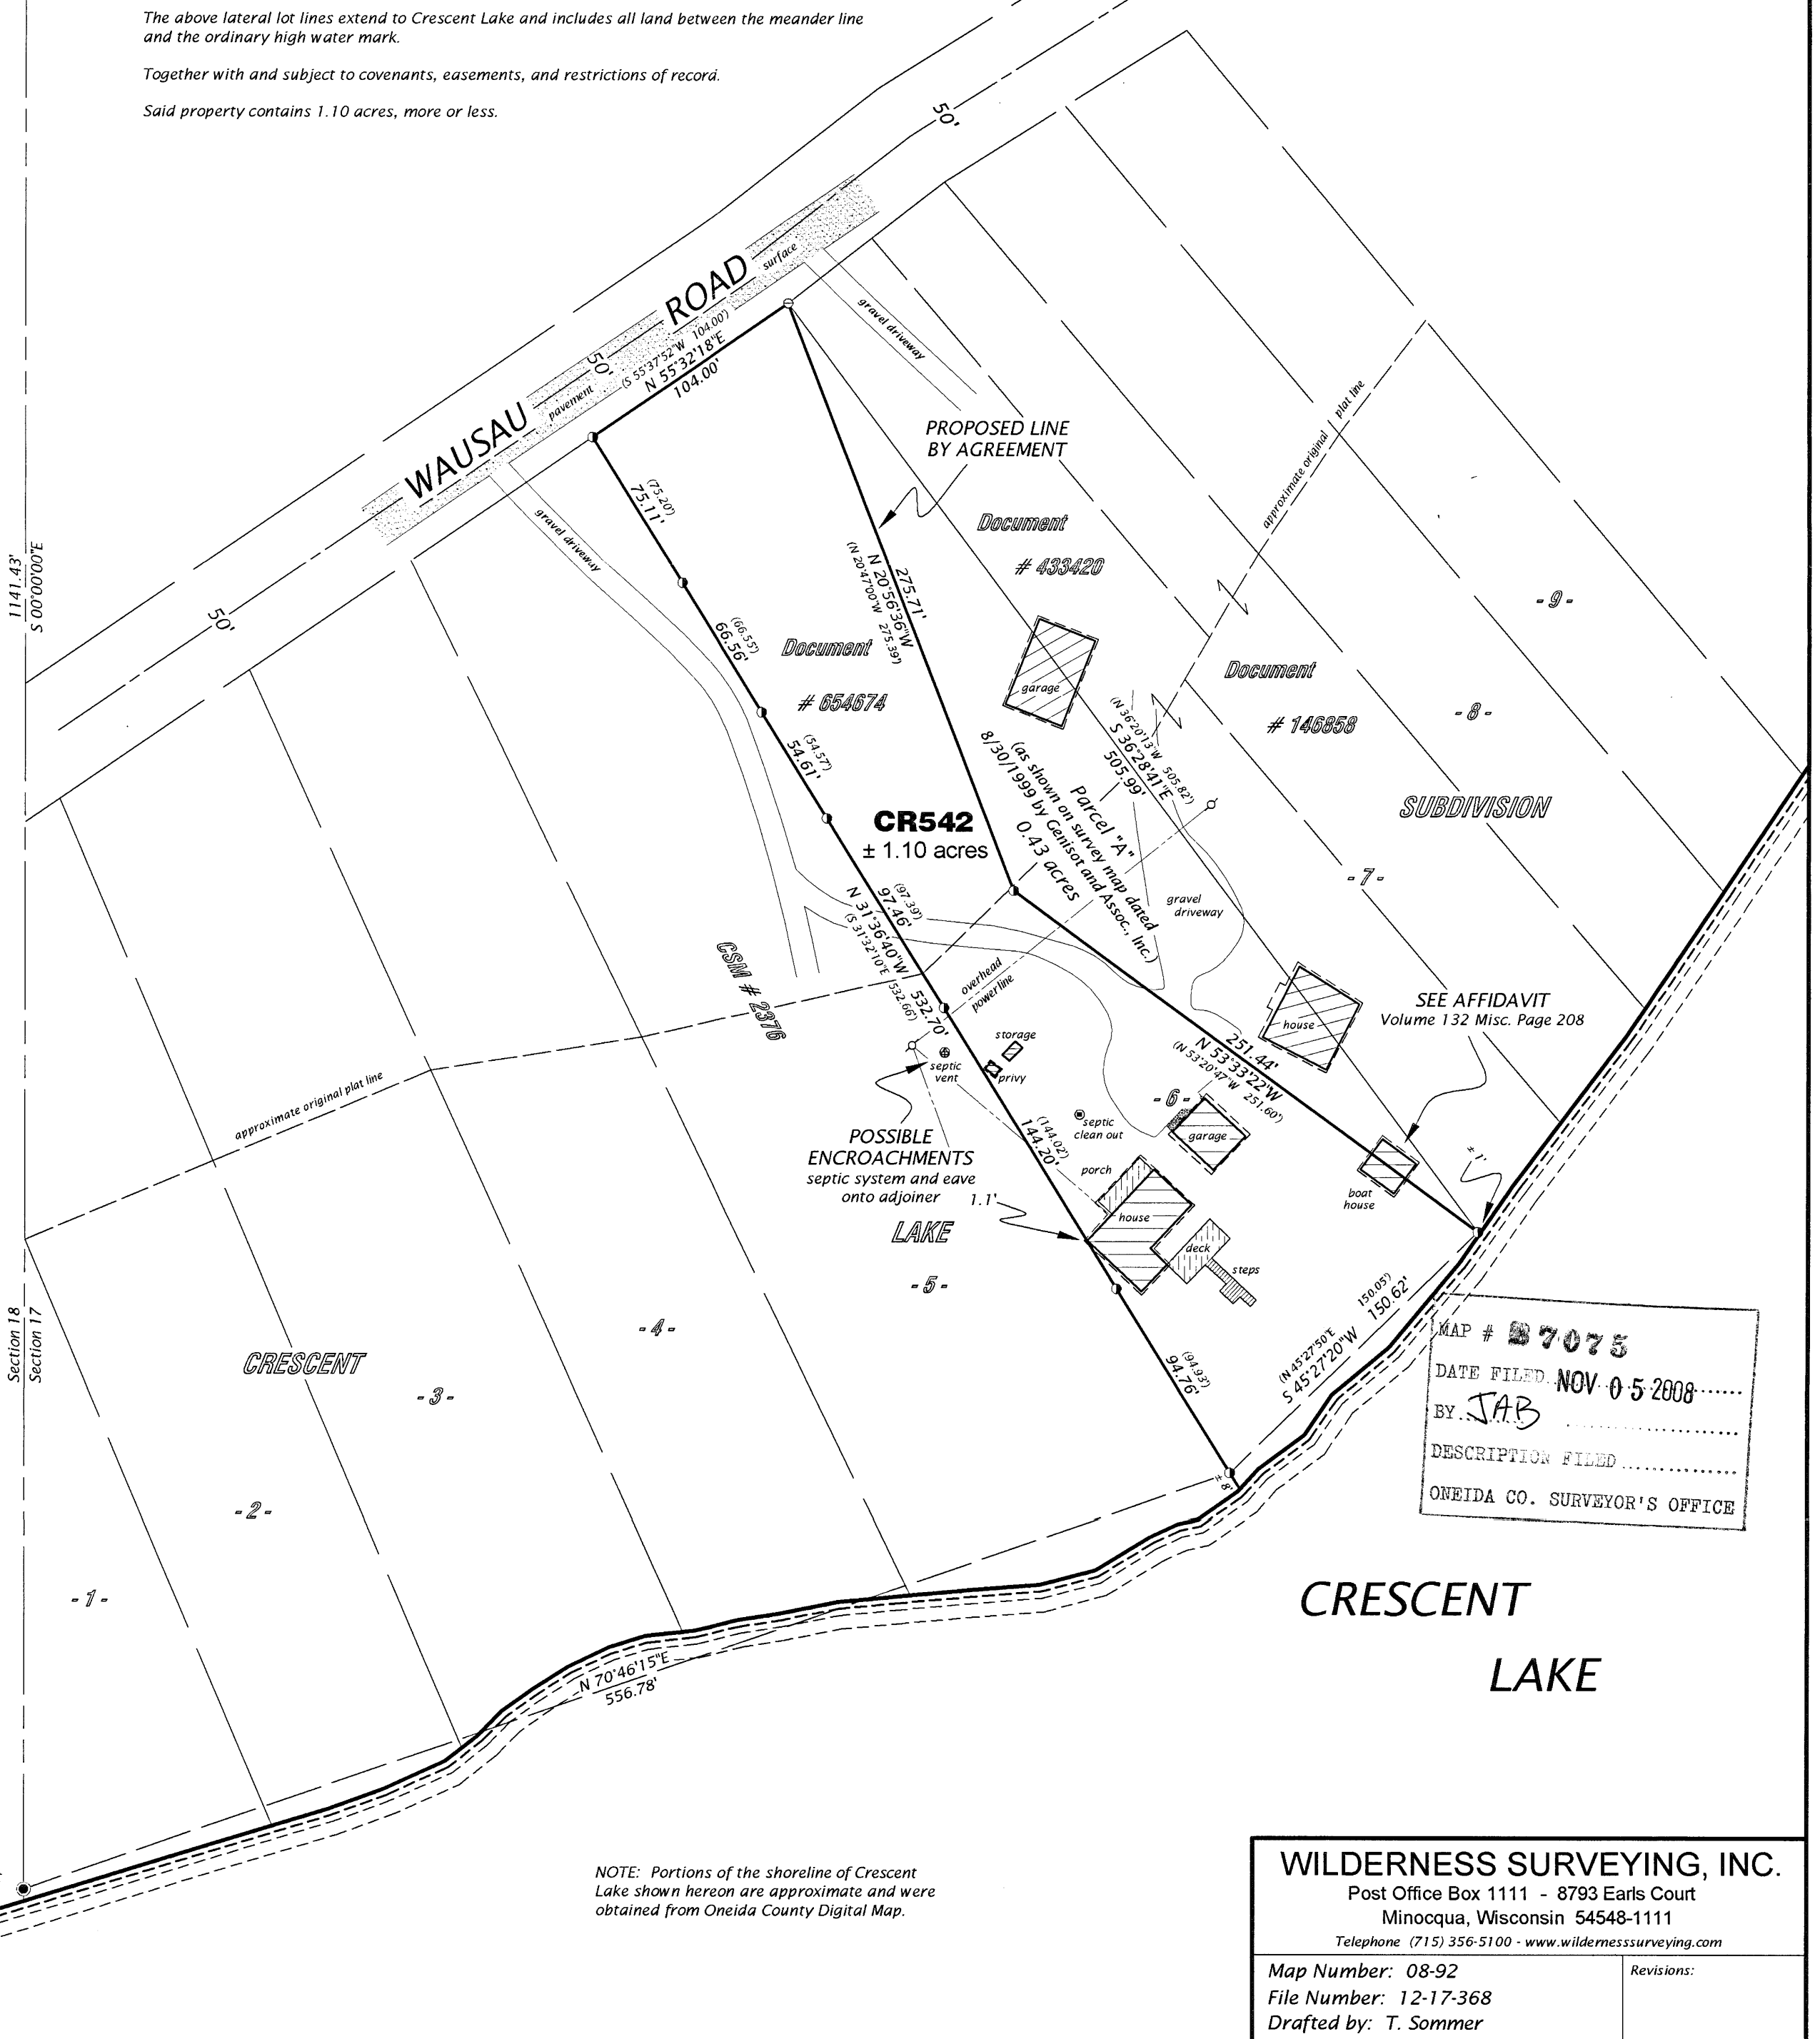 The above lateral lot lines extend to Crescent Lake and includes all land between the meander line
and the ordinary high water mark.
Together with and subject to covenants, easements, and restrictions of record.
Said property contains 1.10 acres, more or less.
50'
WAUSAU ROAD
pavement
surface
50'
(S 55°37'52"W 104.00')
N 55°32'18"E
104.00'
gravel driveway
PROPOSED LINE
BY AGREEMENT
approximate original plat line
(75.20')
75.11'
gravel driveway
Document
# 433420
1141.43'
S 00°00'00"E
50'
275.71'
N 20°56'36"W
(N 20°47'00"W 275.39')
- 9 -
(66.55')
66.56'
Document
# 654674
garage
Document
# 146858
- 8 -
(54.57')
54.61'
(N 36°20'13"W 505.82')
S 36°28'41"E
505.99'
Parcel "A"
(as shown on survey map dated
8/30/1999 by Genisot and Assoc., Inc.)
0.43 acres
SUBDIVISION
CR542
± 1.10 acres
- 7 -
(97.39')
97.46'
N 31°36'40"W 532.70'
(S 31°32'10"E 532.66')
gravel
driveway
CSM # 2376
overhead
powerline
SEE AFFIDAVIT
Volume 132 Misc. Page 208
house
storage
septic
vent
privy
251.44'
N 53°33'22"W
(N 53°20'47"W 251.60')
approximate original plat line
- 6 -
septic
clean out
garage
POSSIBLE
ENCROACHMENTS
septic system and eave
onto adjoiner
1.1'
(144.02')
144.20'
porch
± 1'
boat
house
house
LAKE
deck
steps
- 5 -
(150.05')
150.62'
(N 45°27'50"E
S 45°27'20"W
Section 18
Section 17
- 4 -
MAP # 7075
DATE FILED NOV 05 2008
BY JAB
DESCRIPTION FILED
ONEIDA CO. SURVEYOR'S OFFICE
CRESCENT
- 3 -
(94.93')
94.76'
± 8'
- 2 -
- 1 -
CRESCENT
LAKE
N 70°46'15"E
556.78'
NOTE: Portions of the shoreline of Crescent
Lake shown hereon are approximate and were
obtained from Oneida County Digital Map.
WILDERNESS SURVEYING, INC.
Post Office Box 1111 - 8793 Earls Court
Minocqua, Wisconsin 54548-1111
Telephone (715) 356-5100 - www.wildernesssurveying.com
Map Number: 08-92
File Number: 12-17-368
Drafted by: T. Sommer
Revisions: